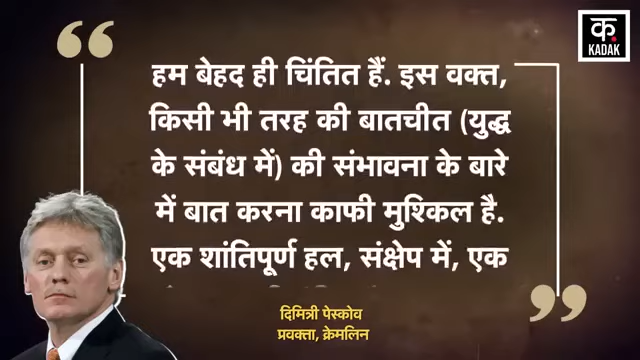 क
KADAK
हम बेहद ही चिंतित हैं. इस वक्त,
किसी भी तरह की बातचीत (युद्ध
के संबंध में) की संभावना के बारे
में बात करना काफी मुश्किल है.
एक शांतिपूर्ण हल, संक्षेप में, एक
दिमित्री पेस्कोव
प्रवक्ता, क्रेमलिन